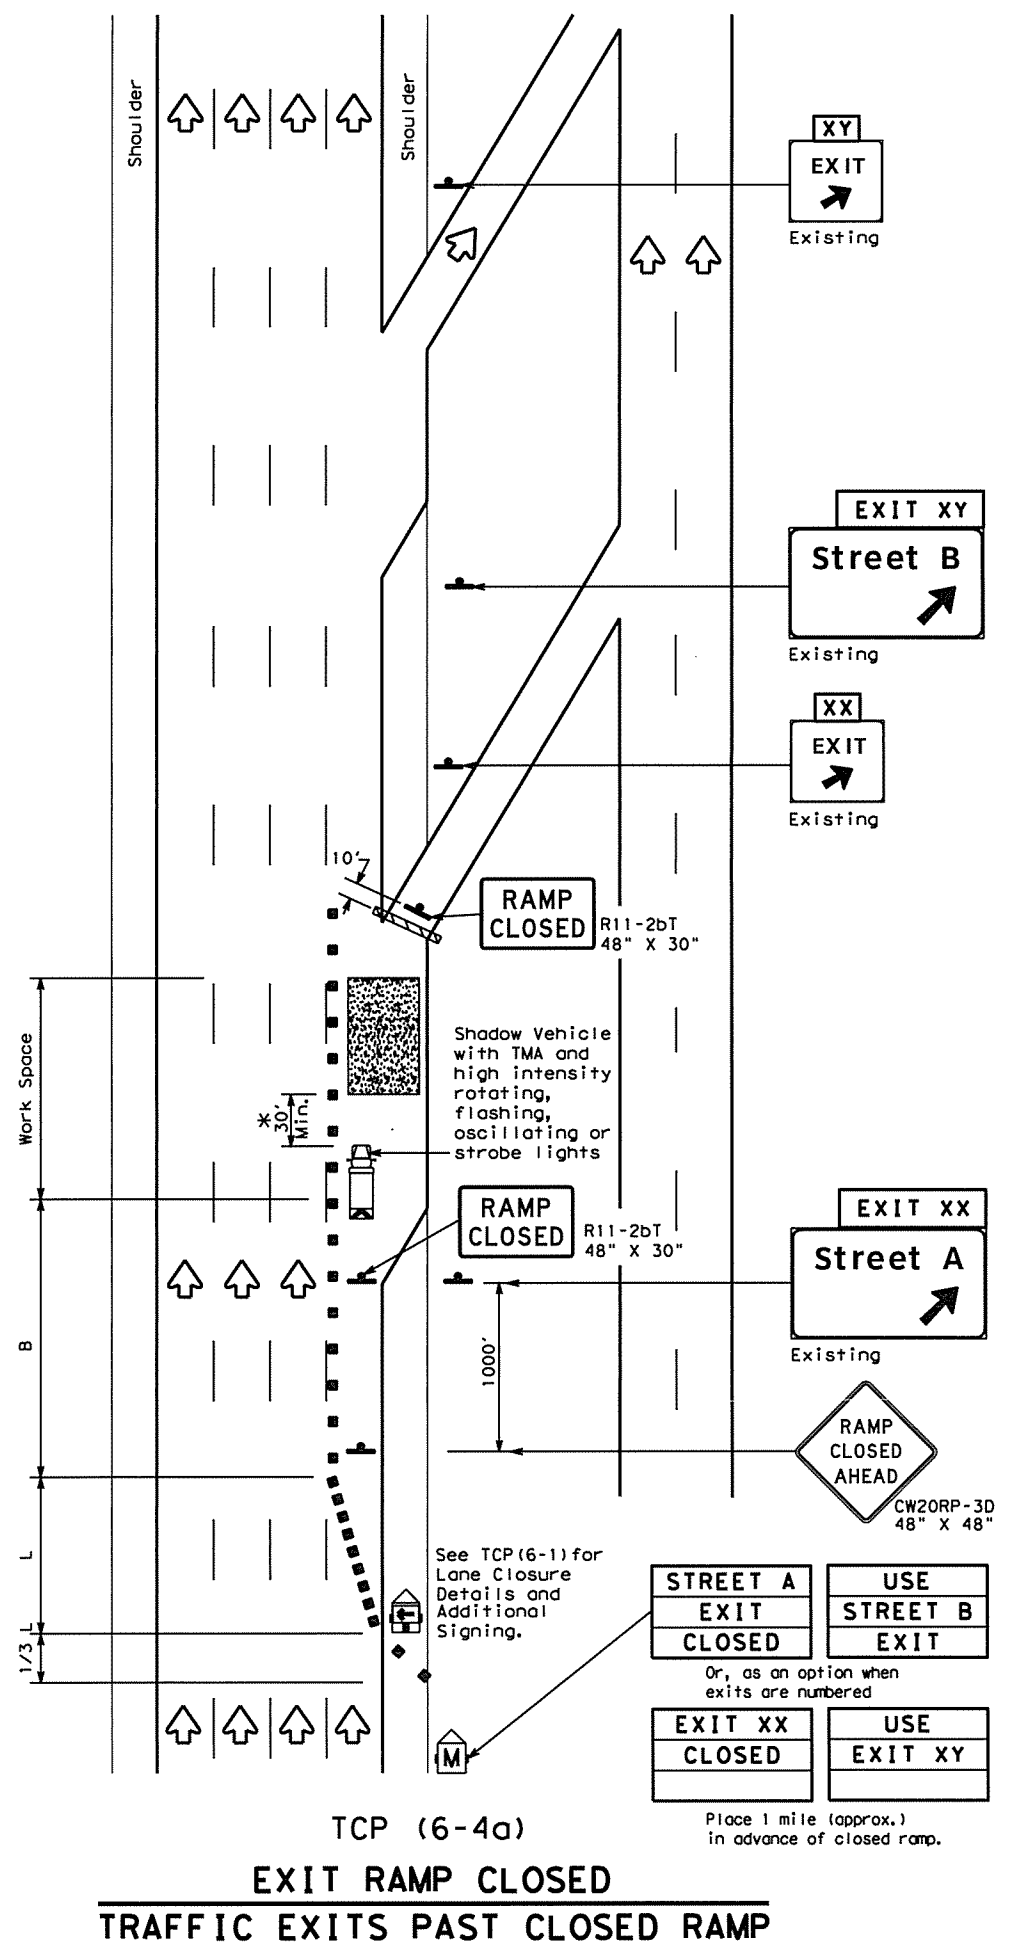 Shoulder
Shoulder
XY
EXIT
Existing
EXIT XY
Street B
Existing
XX
EXIT
Existing
10'
RAMP
CLOSED
R11-2bT
48" X 30"
Work Space
* 30' Min.
Shadow Vehicle
with TMA and
high intensity
rotating,
flashing,
oscillating or
strobe lights
RAMP
CLOSED
R11-2bT
48" X 30"
EXIT XX
Street A
Existing
B
1000'
RAMP
CLOSED
AHEAD
CW20RP-3D
48" X 48"
L
See TCP(6-1)for
Lane Closure
Details and
Additional
Signing.
1/3 L
STREET A
EXIT
CLOSED
USE
STREET B
EXIT
Or, as an option when
exits are numbered
M
EXIT XX
CLOSED
USE
EXIT XY
Place 1 mile (approx.)
in advance of closed ramp.
TCP (6-4a)
EXIT RAMP CLOSED
TRAFFIC EXITS PAST CLOSED RAMP